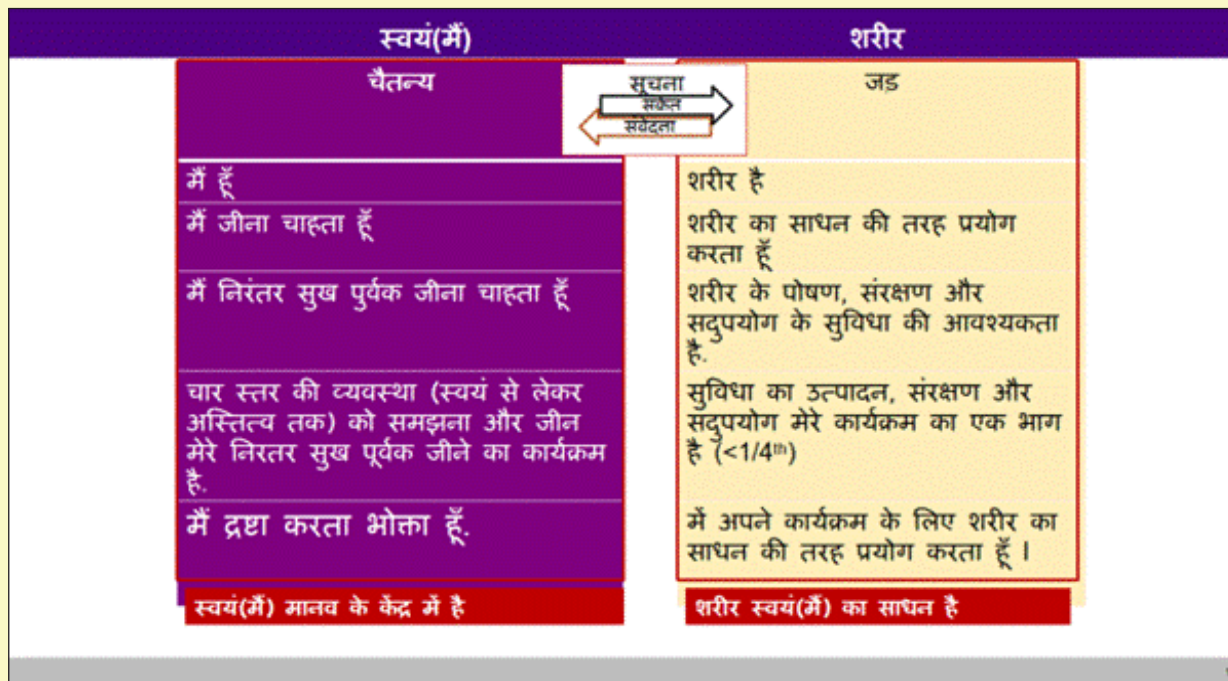 स्वयं(मैं)
शरीर
चैतन्य
सूचना
संकेत
संवेदना
जड़
मैं हूँ
शरीर है
मैं जीना चाहता हूँ
शरीर का साधन की तरह प्रयोग
करता हूँ
मैं निरंतर सुख पुर्वक जीना चाहता हूँ
शरीर के पोषण, संरक्षण और
सदुपयोग के सुविधा की आवश्यकता
है.
चार स्तर की व्यवस्था (स्वयं से लेकर
अस्तित्व तक) को समझना और जीन
मेरे निरतर सुख पूर्वक जीने का कार्यक्रम
है.
सुविधा का उत्पादन, संरक्षण और
सदुपयोग मेरे कार्यक्रम का एक भाग
है (<1/4th)
मैं द्रष्टा करता भोक्ता हूँ.
में अपने कार्यक्रम के लिए शरीर का
साधन की तरह प्रयोग करता हूँ ।
स्वयं(मैं) मानव के केंद्र में है
शरीर स्वयं(मैं) का साधन है